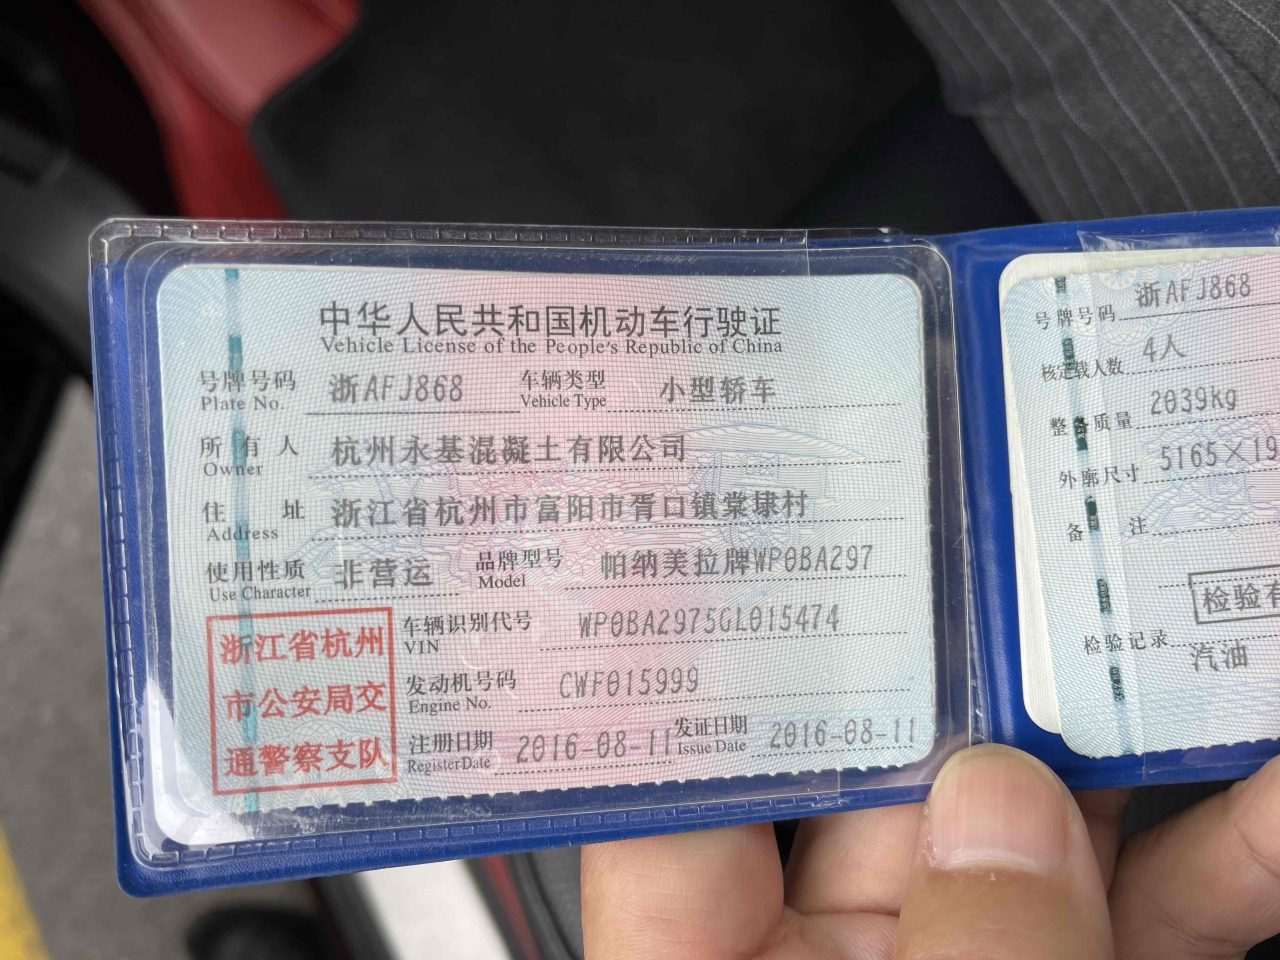 中华人民共和国机动车行驶证
Vehicle License of the People's Republic of China
号牌号码 浙AFJ868 车辆类型 小型轿车
Plate No. Vehicle Type
所有人 杭州永基混凝土有限公司
Owner
住址 浙江省杭州市富阳市胥口镇棠棣村
Address
使用性质 非营运 品牌型号 帕纳美拉牌WP0BA297
Use Character Model
浙江省杭州
市公安局交
通警察支队
车辆识别代号 WP0BA2975GL015474
VIN
发动机号码 CWF015999
Engine No.
注册日期 2016-08-11 发证日期 2016-08-11
Register Date Issue Date
号牌号码 浙AFJ868
核定载人数 4人
整备质量 2039kg
外廓尺寸 5165×19
备注
检验有
检验记录
汽油